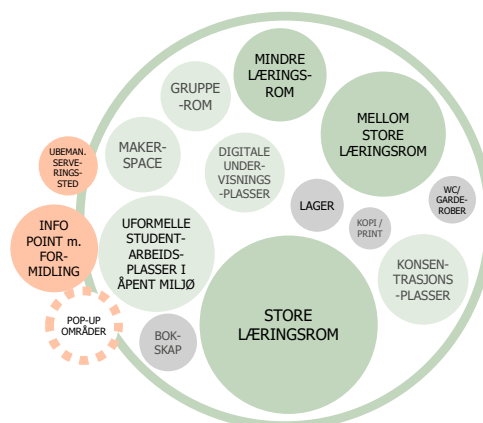 MINDRE
LÆRINGS-
ROM
GRUPPE
-ROM
MELLOM
STORE
LÆRINGSROM
UBEMAN.
SERVE-
RINGS-
STED
MAKER-
SPACE
DIGITALE
UNDER-
VISNINGS
-PLASSER
LAGER
WC/
GARDE-
ROBER
KOPI /
PRINT
INFO
POINT m.
FOR-
MIDLING
UFORMELLE
STUDENT-
ARBEIDS-
PLASSER I
ÅPENT MILJØ
KONSEN-
TRASJONS
-PLASSER
POP-UP
OMRÅDER
BOK-
SKAP
STORE
LÆRINGSROM